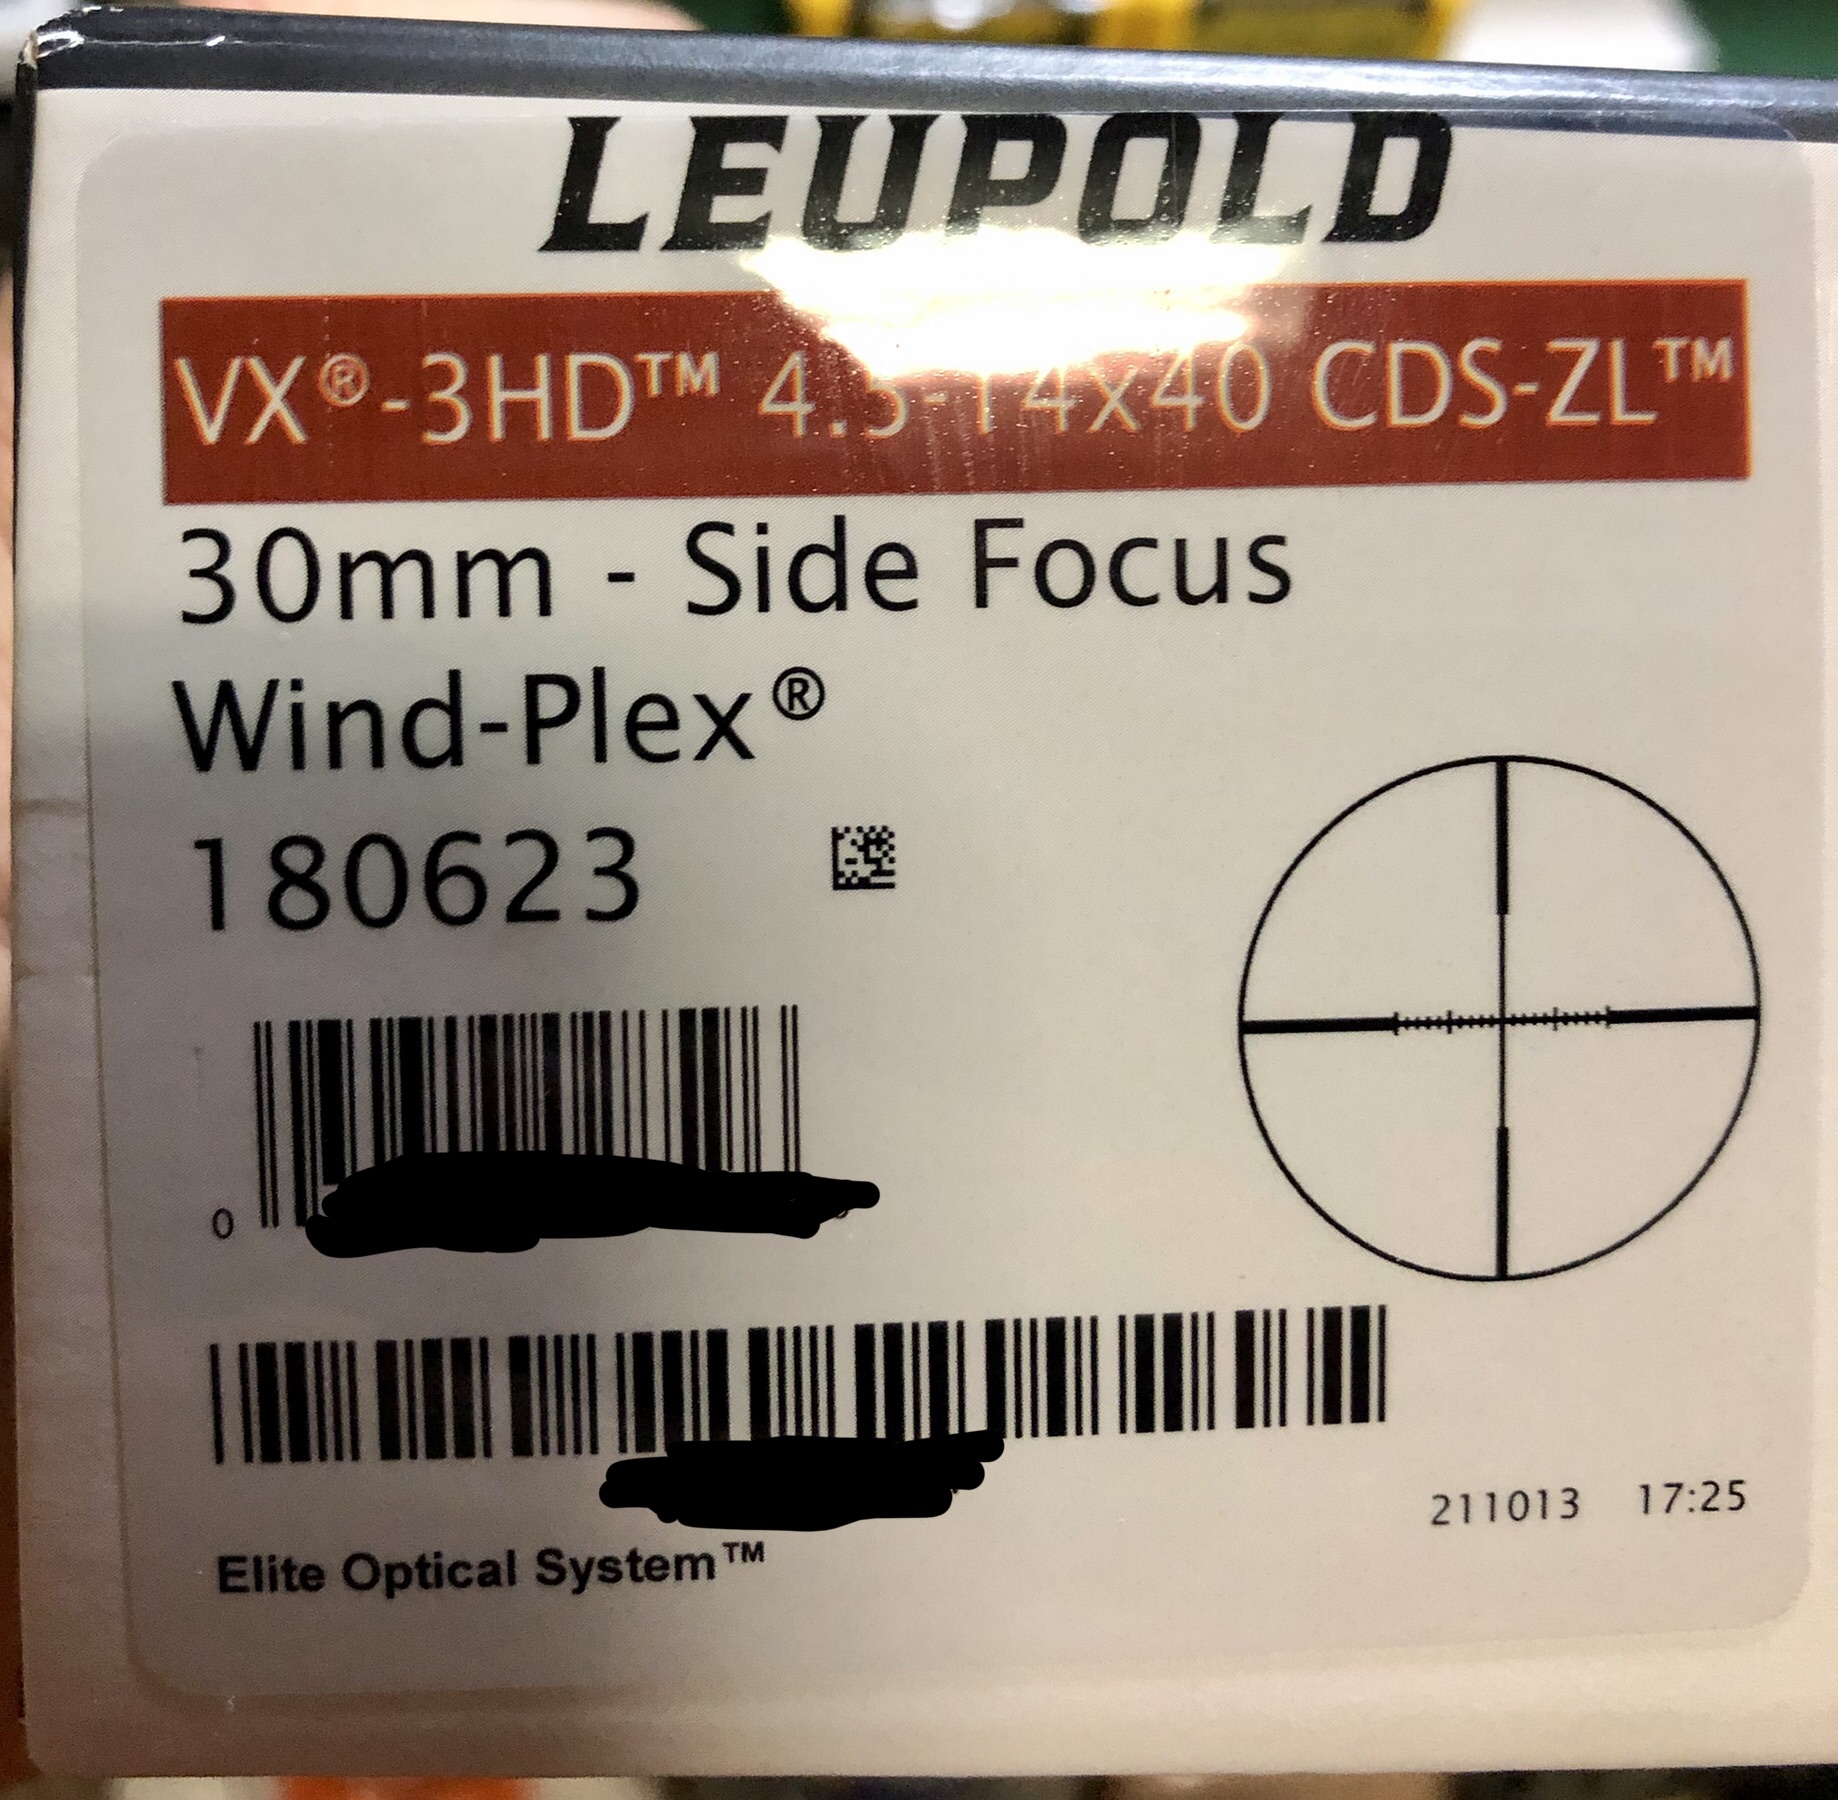 LEUPOLD
VX®-3HD™ 4.5-14x40 CDS-ZL™
30mm - Side Focus
Wind-Plex®
180623
0
211013 17:25
Elite Optical System™